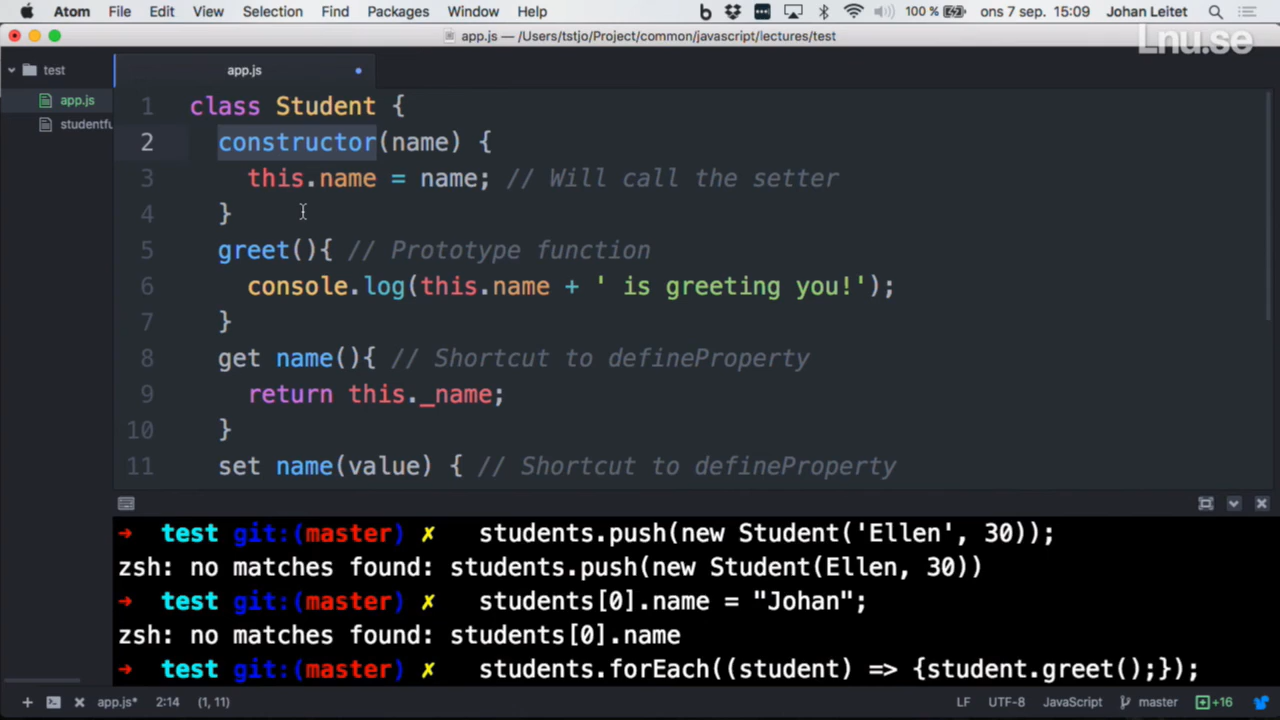 Atom File Edit View Selection Find Packages Window Help 100 % ons 7 sep. 15:09 Johan Leitet
app.js — /Users/tstjo/Project/common/javascript/lectures/test
Lnu.se
test
app.js
studentfu
app.js
1 class Student {
2 constructor(name) {
3 this.name = name; // Will call the setter
4 }
5 greet(){ // Prototype function
6 console.log(this.name + ' is greeting you!');
7 }
8 get name(){ // Shortcut to defineProperty
9 return this._name;
10 }
11 set name(value) { // Shortcut to defineProperty
➜ test git:(master) ✗ students.push(new Student('Ellen', 30));
zsh: no matches found: students.push(new Student(Ellen, 30))
➜ test git:(master) ✗ students[0].name = "Johan";
zsh: no matches found: students[0].name
➜ test git:(master) ✗ students.forEach((student) => {student.greet();});
app.js* 2:14 (1, 11) LF UTF-8 JavaScript master +16